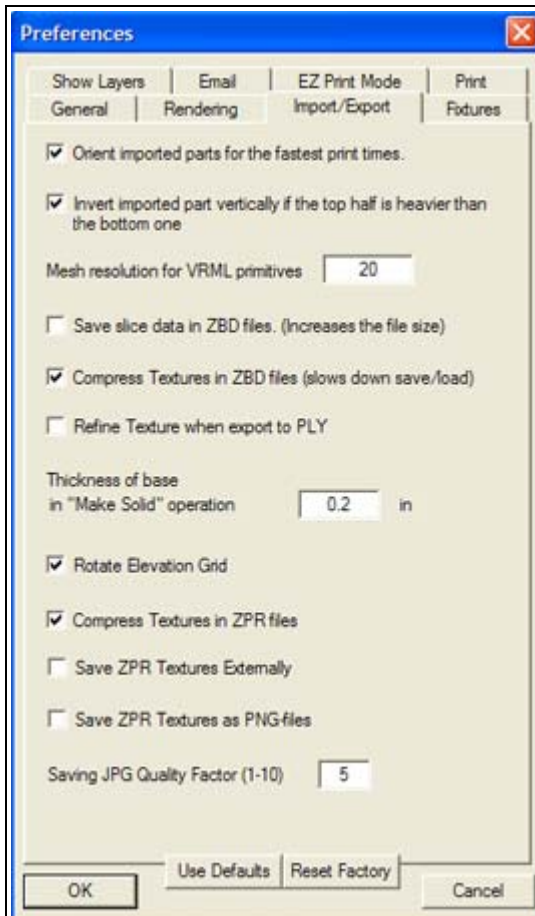 Preferences
Show Layers Email EZ Print Mode Print
General Rendering Import/Export Fixtures
Orient imported parts for the fastest print times.
Invert imported part vertically if the top half is heavier than
the bottom one
Mesh resolution for VRML primitives 20
Save slice data in ZBD files. (Increases the file size)
Compress Textures in ZBD files (slows down save/load)
Refine Texture when export to PLY
Thickness of base
in "Make Solid" operation 0.2 in
Rotate Elevation Grid
Compress Textures in ZPR files
Save ZPR Textures Externally
Save ZPR Textures as PNG-files
Saving JPG Quality Factor (1-10) 5
Use Defaults Reset Factory
OK Cancel